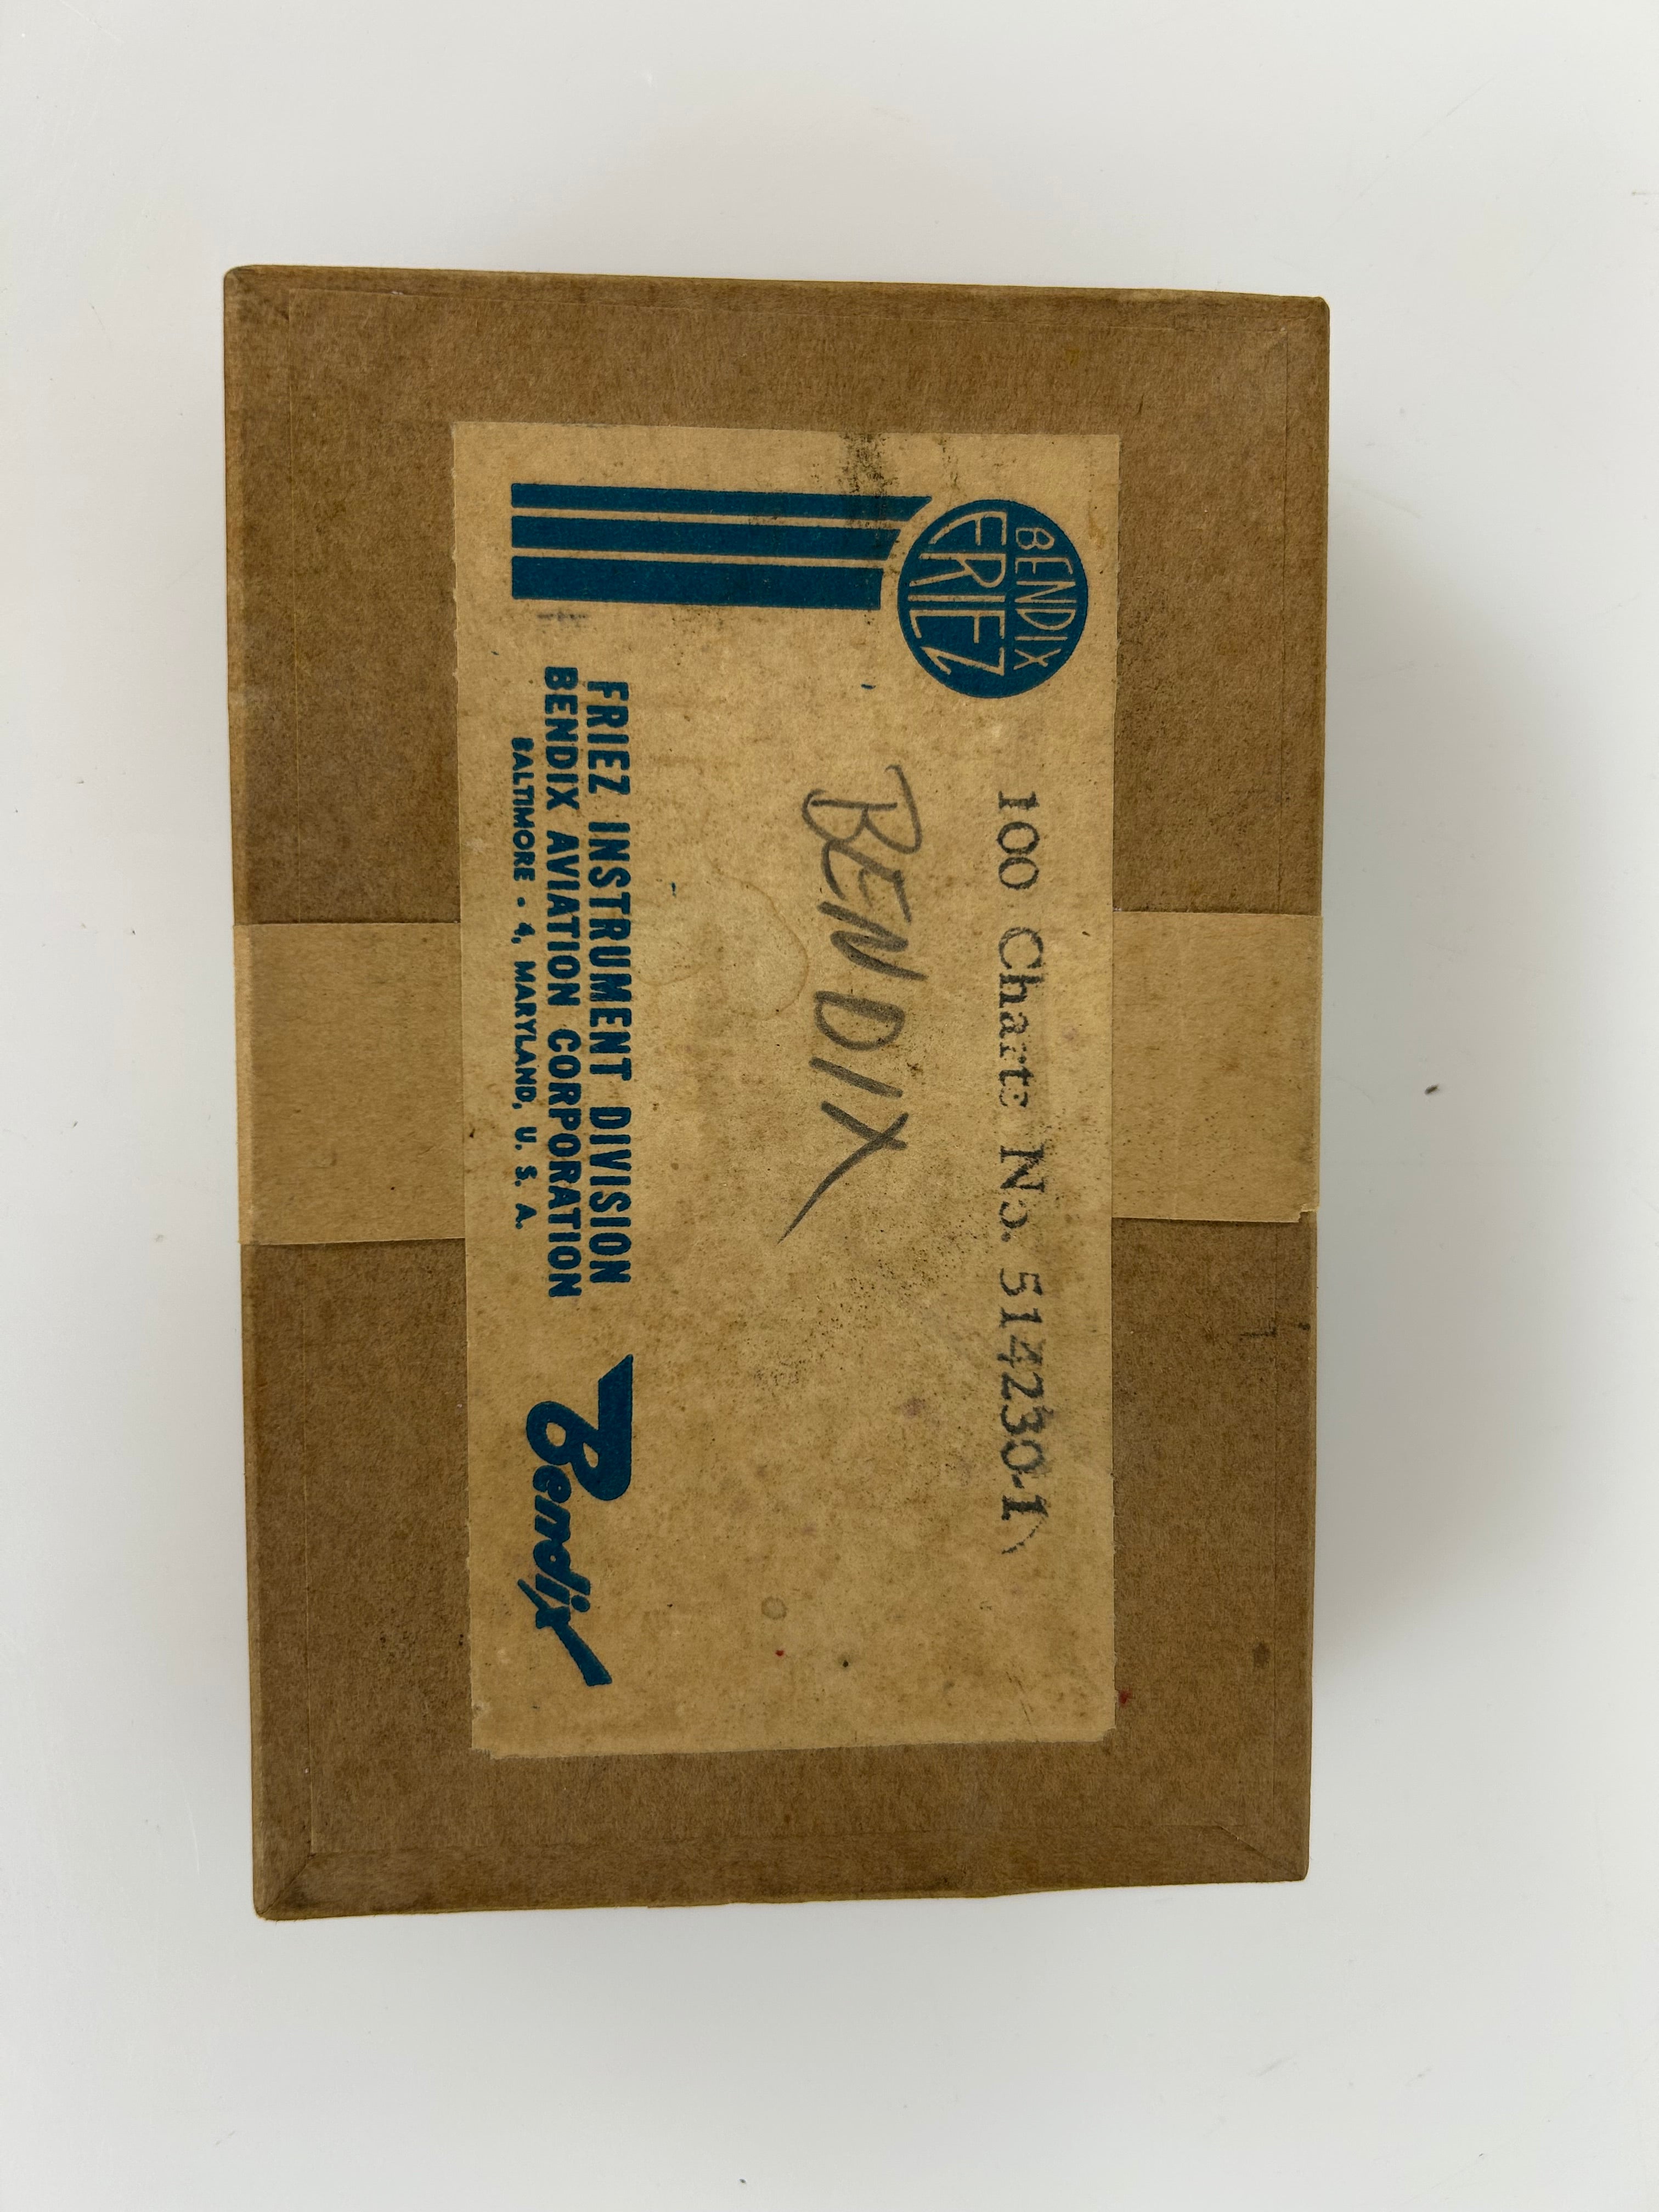 BENDIX
FRIEZ
100 Charts No. 514230-1
BENDIX
FRIEZ INSTRUMENT DIVISION
BENDIX AVIATION CORPORATION
BALTIMORE - 4, MARYLAND, U. S. A.
Bendix